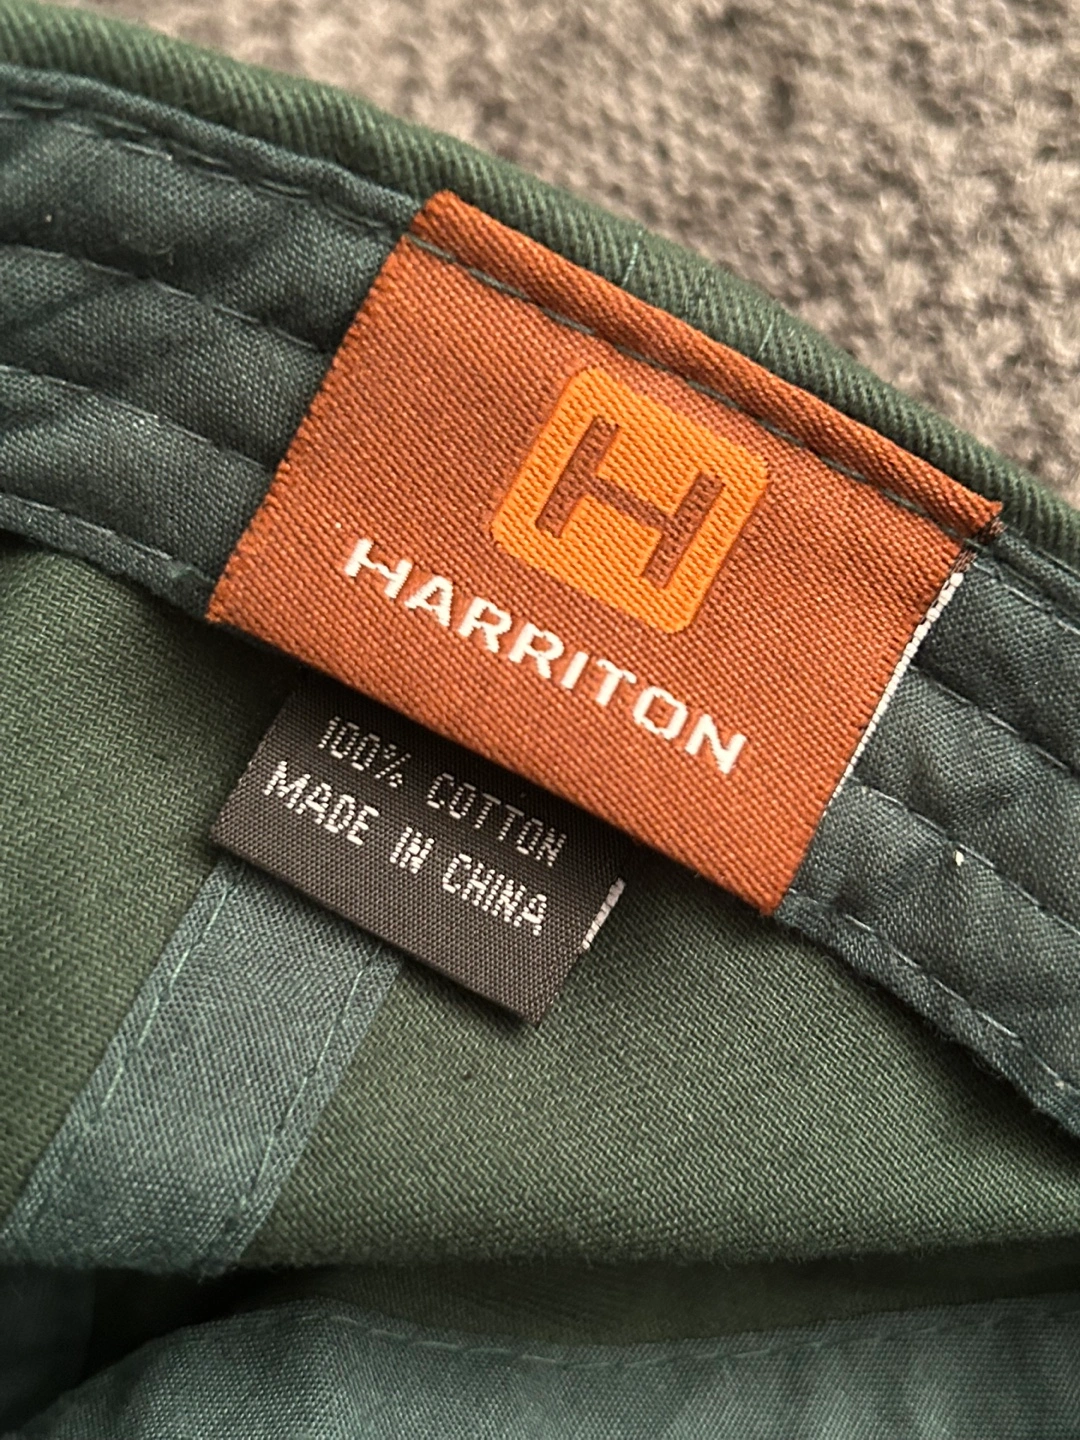 H
HARRITON
100% COTTON
MADE IN CHINA